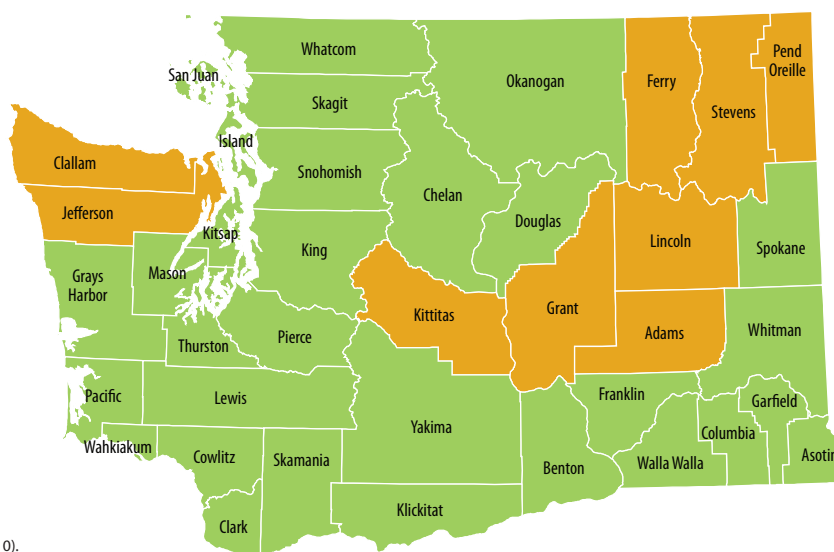 Whatcom
San Juan
Okanogan
Ferry
Pend
Oreille
Skagit
Stevens
Island
Clallam
Snohomish
Chelan
Jefferson
Douglas
Kitsap
Lincoln
King
Spokane
Mason
Grays
Harbor
Kittitas
Grant
Adams
Whitman
Thurston
Pierce
Pacific
Lewis
Franklin
Garfield
Yakima
Columbia
Wahkiakum
Cowlitz
Skamania
Benton
Walla Walla
Asotin
Klickitat
Clark
0).